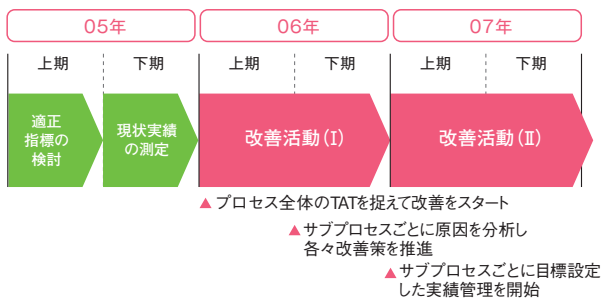 05年
06年
07年
上期
下期
上期
下期
上期
下期
適正
指標の
検討
現状実績
の測定
改善活動(Ⅰ)
改善活動(Ⅱ)
▲ プロセス全体のTATを捉えて改善をスタート
▲サブプロセスごとに原因を分析し
各々改善策を推進
▲サブプロセスごとに目標設定
した実績管理を開始